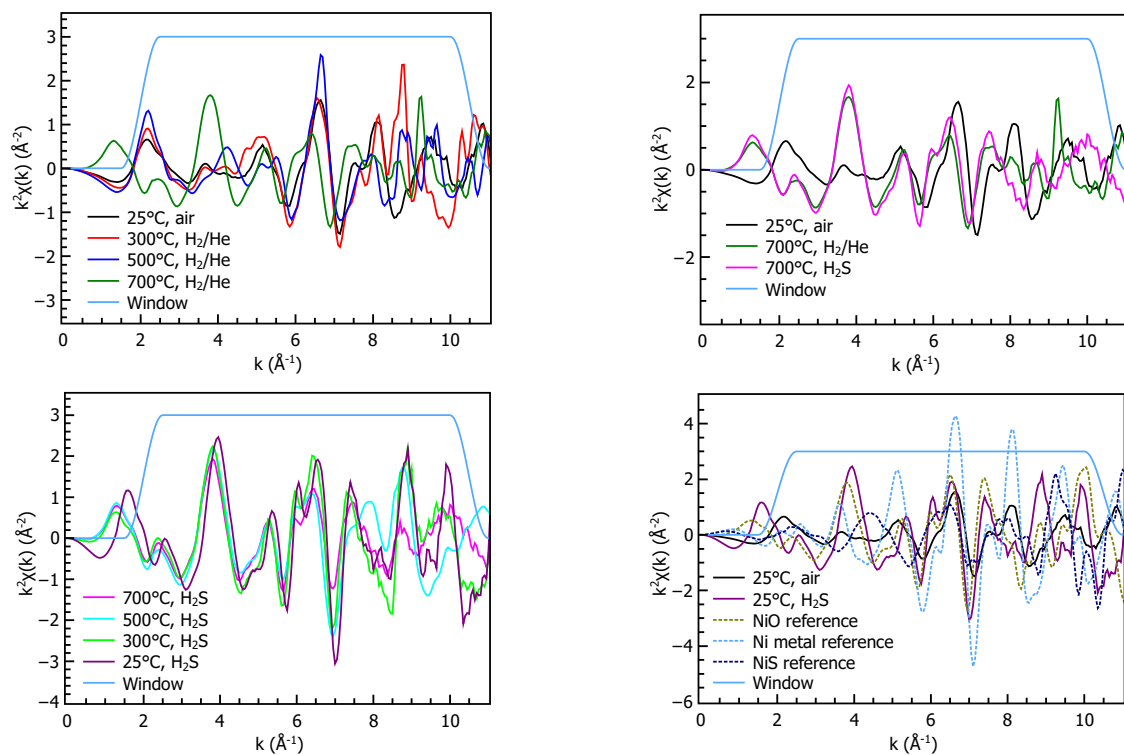 k²χ(k) (Å⁻²)
3
2
1
0
−1
−2
−3
25°C, air
300°C, H₂/He
500°C, H₂/He
700°C, H₂/He
Window
0 2 4 6 8 10
k (Å⁻¹)
k²χ(k) (Å⁻²)
2
0
−2
25°C, air
700°C, H₂/He
700°C, H₂S
Window
0 2 4 6 8 10
k (Å⁻¹)
k²χ(k) (Å⁻²)
3
2
1
0
−1
−2
−3
−4
700°C, H₂S
500°C, H₂S
300°C, H₂S
25°C, H₂S
Window
0 2 4 6 8 10
k (Å⁻¹)
k²χ(k) (Å⁻²)
4
2
0
−2
−4
−6
25°C, air
25°C, H₂S
NiO reference
Ni metal reference
NiS reference
Window
0 2 4 6 8 10
k (Å⁻¹)